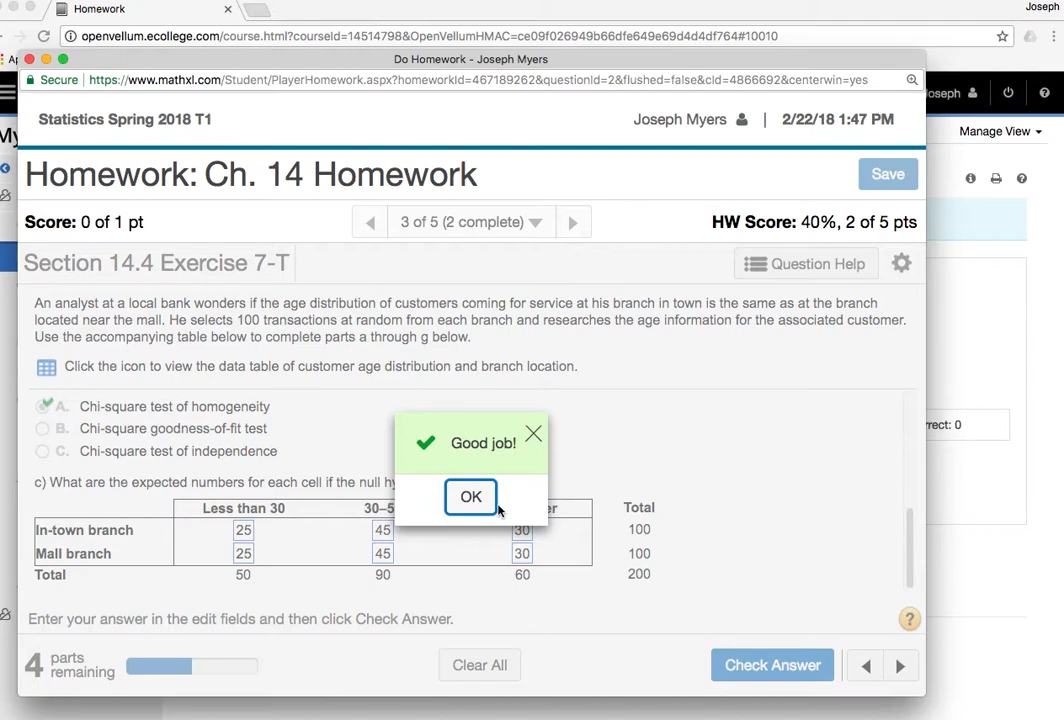 Homework
Joseph
openvellum.ecollege.com/course.html?courseId=14514798&OpenVellumHMAC=ce09f026949b66dfe649e69d4d4df764#10010
Do Homework - Joseph Myers
Secure | https://www.mathxl.com/Student/PlayerHomework.aspx?homeworkId=467189262&questionId=2&flushed=false&cId=4866692&centerwin=yes
Statistics Spring 2018 T1
Joseph Myers | 2/22/18 1:47 PM
Joseph
Manage View
My
Homework: Ch. 14 Homework
Save
Score: 0 of 1 pt
3 of 5 (2 complete)
HW Score: 40%, 2 of 5 pts
Section 14.4 Exercise 7-T
Question Help
An analyst at a local bank wonders if the age distribution of customers coming for service at his branch in town is the same as at the branch
located near the mall. He selects 100 transactions at random from each branch and researches the age information for the associated customer.
Use the accompanying table below to complete parts a through g below.
Click the icon to view the data table of customer age distribution and branch location.
A. Chi-square test of homogeneity
B. Chi-square goodness-of-fit test
C. Chi-square test of independence
Good job!
OK
rrect: 0
c) What are the expected numbers for each cell if the null hy
Less than 30 30–5 er Total
In-town branch 25 45 30 100
Mall branch 25 45 30 100
Total 50 90 60 200
Enter your answer in the edit fields and then click Check Answer.
?
4 parts remaining
Clear All
Check Answer